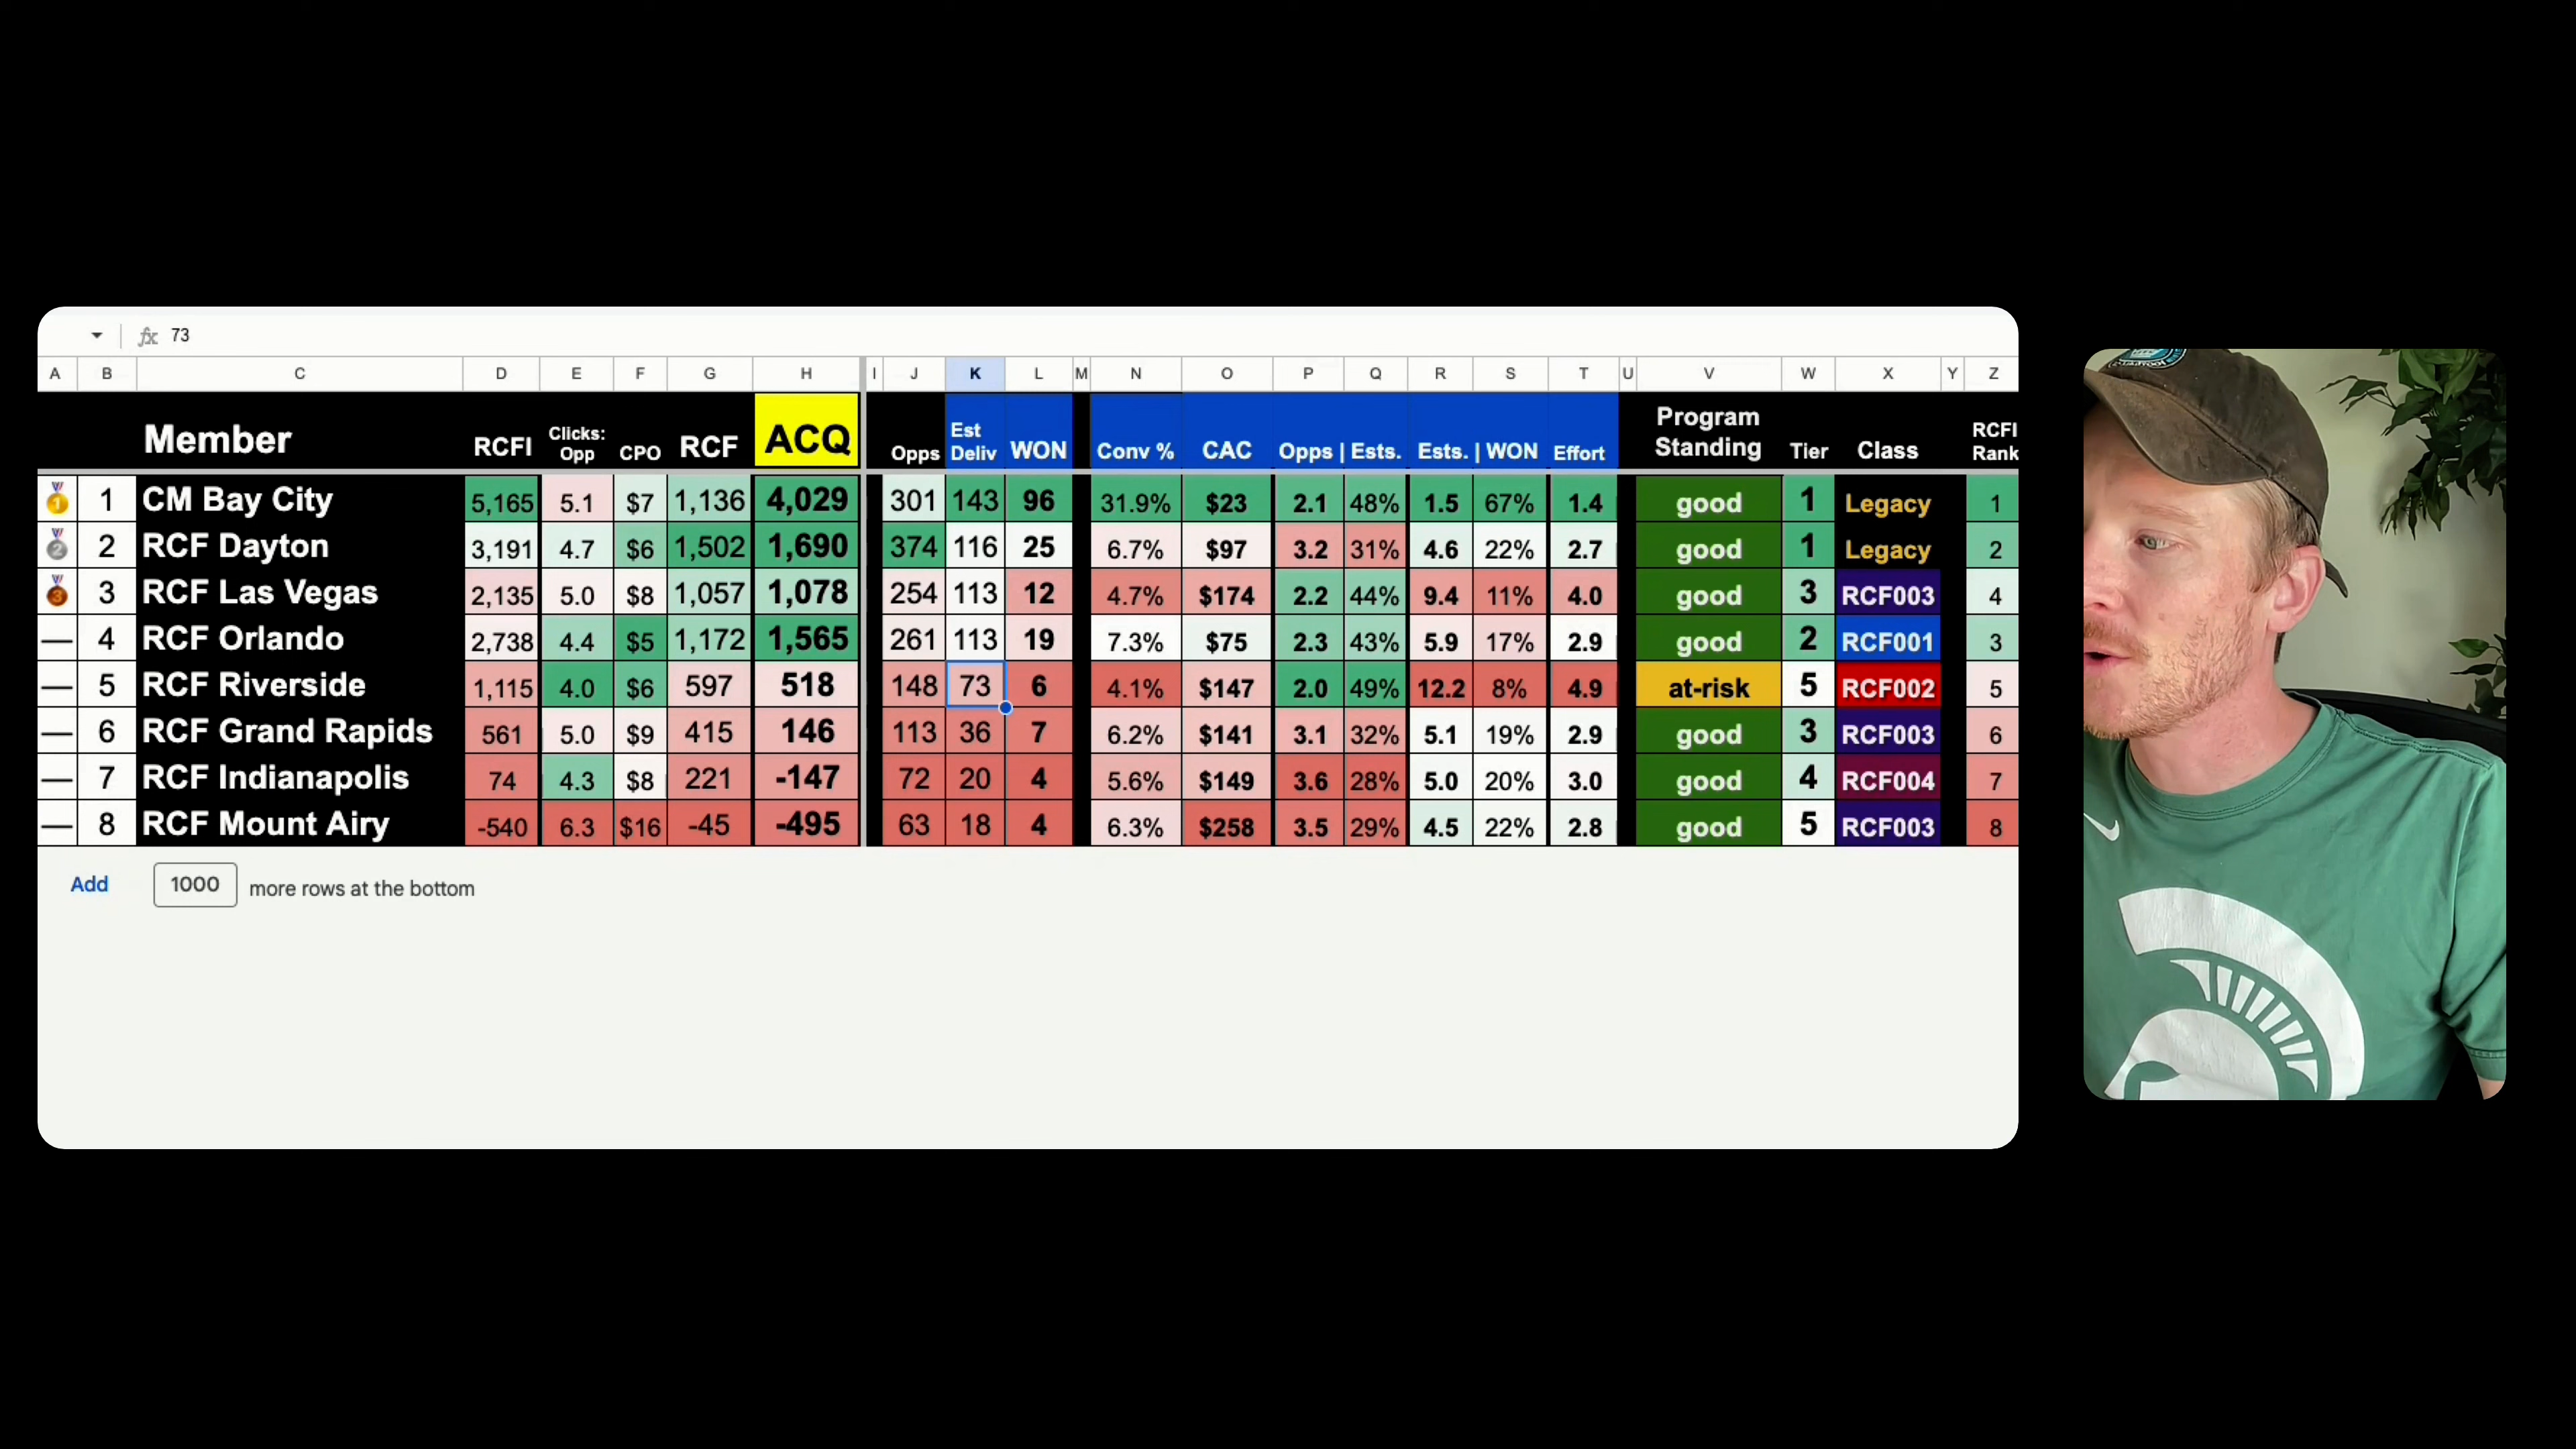 fx 73
A B C D E F G H I J K L M N O P Q R S T U V W X Y Z
Member RCFI Clicks: Opp CPO RCF ACQ Opps Est Deliv WON Conv % CAC Opps | Ests. Ests. | WON Effort Program Standing Tier Class RCFI Rank
1 1 CM Bay City 5,165 5.1 $7 1,136 4,029 301 143 96 31.9% $23 2.1 48% 1.5 67% 1.4 good 1 Legacy 1
2 2 RCF Dayton 3,191 4.7 $6 1,502 1,690 374 116 25 6.7% $97 3.2 31% 4.6 22% 2.7 good 1 Legacy 2
3 3 RCF Las Vegas 2,135 5.0 $8 1,057 1,078 254 113 12 4.7% $174 2.2 44% 9.4 11% 4.0 good 3 RCF003 4
— 4 RCF Orlando 2,738 4.4 $5 1,172 1,565 261 113 19 7.3% $75 2.3 43% 5.9 17% 2.9 good 2 RCF001 3
— 5 RCF Riverside 1,115 4.0 $6 597 518 148 73 6 4.1% $147 2.0 49% 12.2 8% 4.9 at-risk 5 RCF002 5
— 6 RCF Grand Rapids 561 5.0 $9 415 146 113 36 7 6.2% $141 3.1 32% 5.1 19% 2.9 good 3 RCF003 6
— 7 RCF Indianapolis 74 4.3 $8 221 -147 72 20 4 5.6% $149 3.6 28% 5.0 20% 3.0 good 4 RCF004 7
— 8 RCF Mount Airy -540 6.3 $16 -45 -495 63 18 4 6.3% $258 3.5 29% 4.5 22% 2.8 good 5 RCF003 8
Add 1000 more rows at the bottom